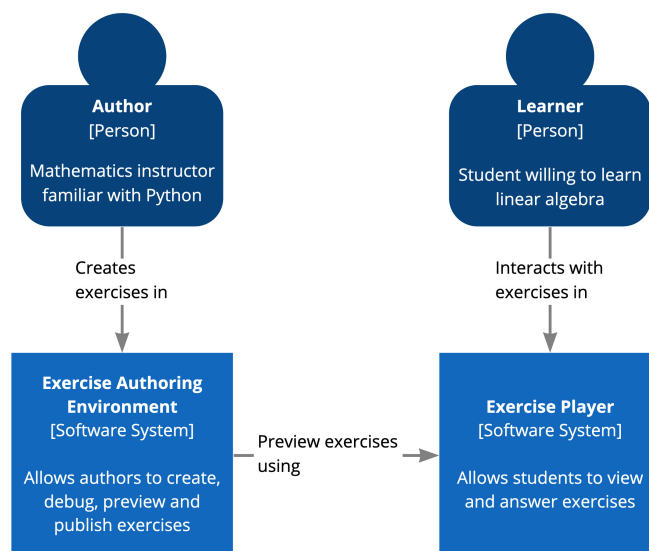 Author
[Person]
Mathematics instructor
familiar with Python
Learner
[Person]
Student willing to learn
linear algebra
Creates
exercises in
Interacts with
exercises in
Exercise Authoring
Environment
[Software System]
Allows authors to create,
debug, preview and
publish exercises
Preview exercises
using
Exercise Player
[Software System]
Allows students to view
and answer exercises